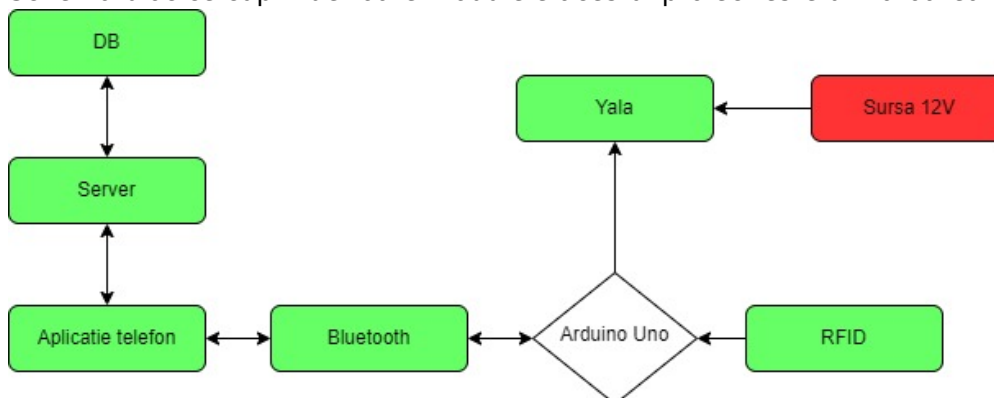 DB
Yala
Sursa 12V
Server
Aplicatie telefon
Bluetooth
Arduino Uno
RFID